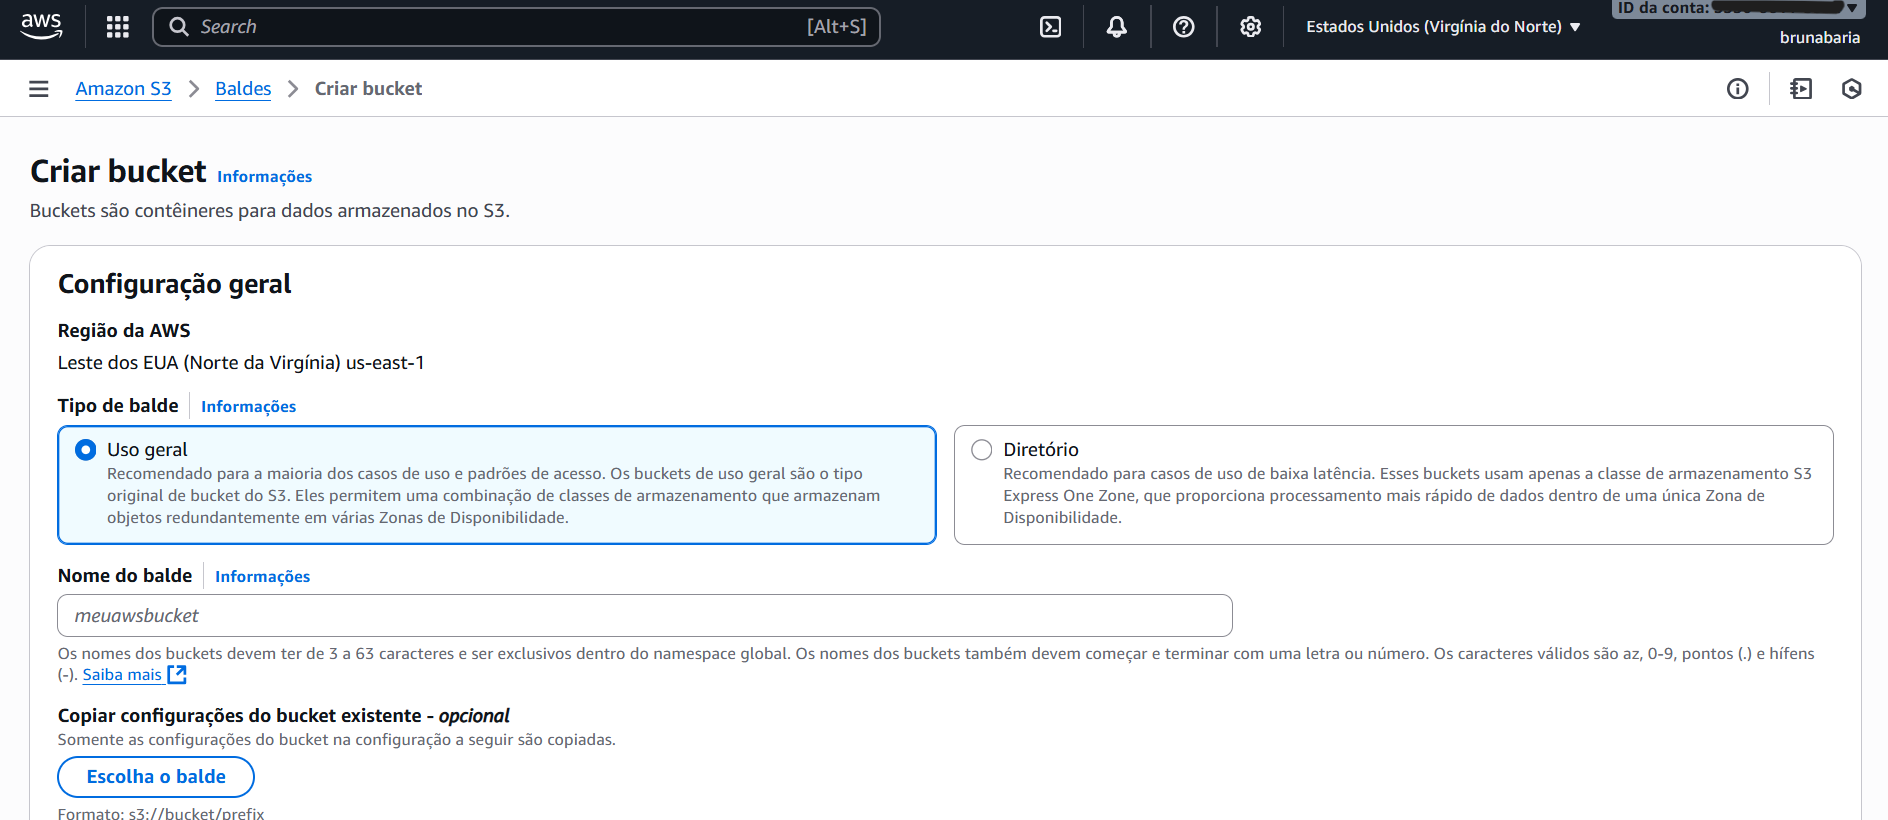 aws
Search
[Alt+S]
Estados Unidos (Virgínia do Norte)
ID da conta:
brunabaria
Amazon S3
Baldes
Criar bucket
Criar bucket
Informações
Buckets são contêineres para dados armazenados no S3.
Configuração geral
Região da AWS
Leste dos EUA (Norte da Virgínia) us-east-1
Tipo de balde
Informações
Uso geral
Recomendado para a maioria dos casos de uso e padrões de acesso. Os buckets de uso geral são o tipo
original de bucket do S3. Eles permitem uma combinação de classes de armazenamento que armazenam
objetos redundantemente em várias Zonas de Disponibilidade.
Diretório
Recomendado para casos de uso de baixa latência. Esses buckets usam apenas a classe de armazenamento S3
Express One Zone, que proporciona processamento mais rápido de dados dentro de uma única Zona de
Disponibilidade.
Nome do balde
Informações
meuawsbucket
Os nomes dos buckets devem ter de 3 a 63 caracteres e ser exclusivos dentro do namespace global. Os nomes dos buckets também devem começar e terminar com uma letra ou número. Os caracteres válidos são az, 0-9, pontos (.) e hífens
(-). Saiba mais
Copiar configurações do bucket existente - opcional
Somente as configurações do bucket na configuração a seguir são copiadas.
Escolha o balde
Formato: s3://bucket/prefix